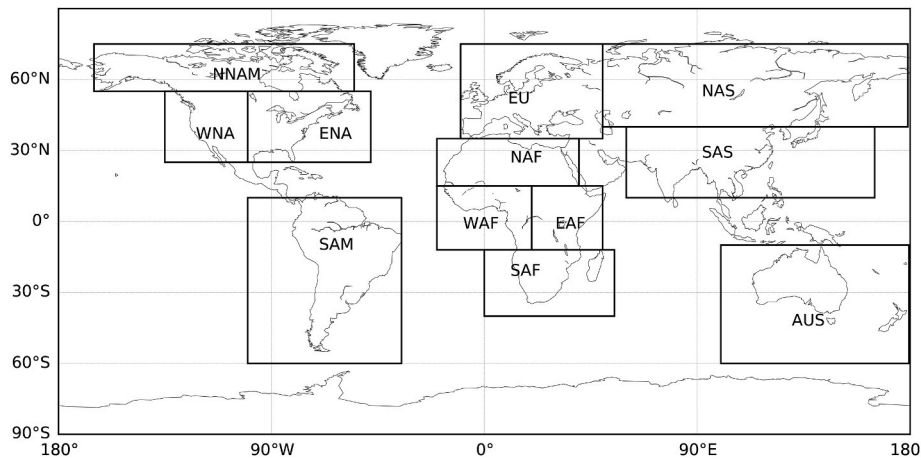 NNAM
60°N
EU
NAS
WNA
ENA
30°N
NAF
SAS
0°
WAF
EAF
SAM
SAF
30°S
AUS
60°S
90°S
180°
90°W
0°
90°E
180